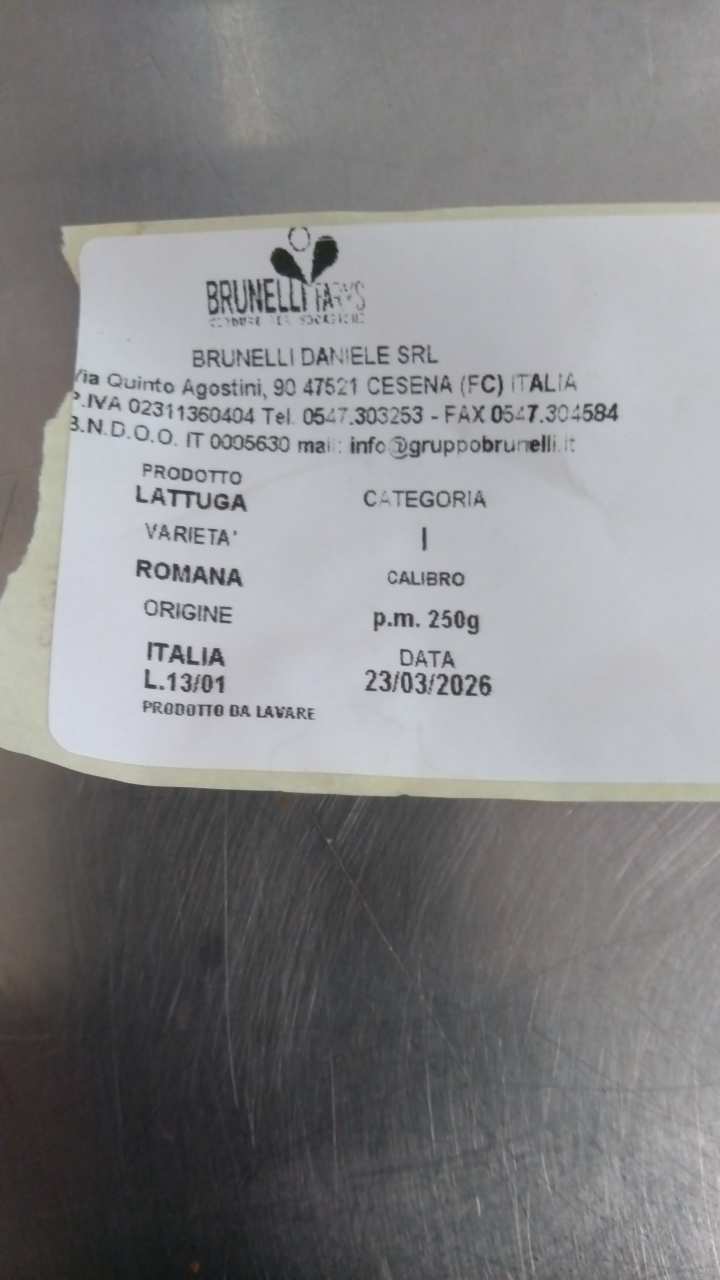 BRUNELLI FARMS
BRUNELLI DANIELE SRL
Via Quinto Agostini, 90 47521 CESENA (FC) ITALIA
P.IVA 02311360404 Tel. 0547.303253 - FAX 0547.304584
B.N.D.O.O. IT 0005630 mail: info@gruppobrunelli.it
PRODOTTO
LATTUGA
CATEGORIA
VARIETA'
I
ROMANA
CALIBRO
ORIGINE
p.m. 250g
ITALIA
DATA
L.13/01
23/03/2026
PRODOTTO DA LAVARE